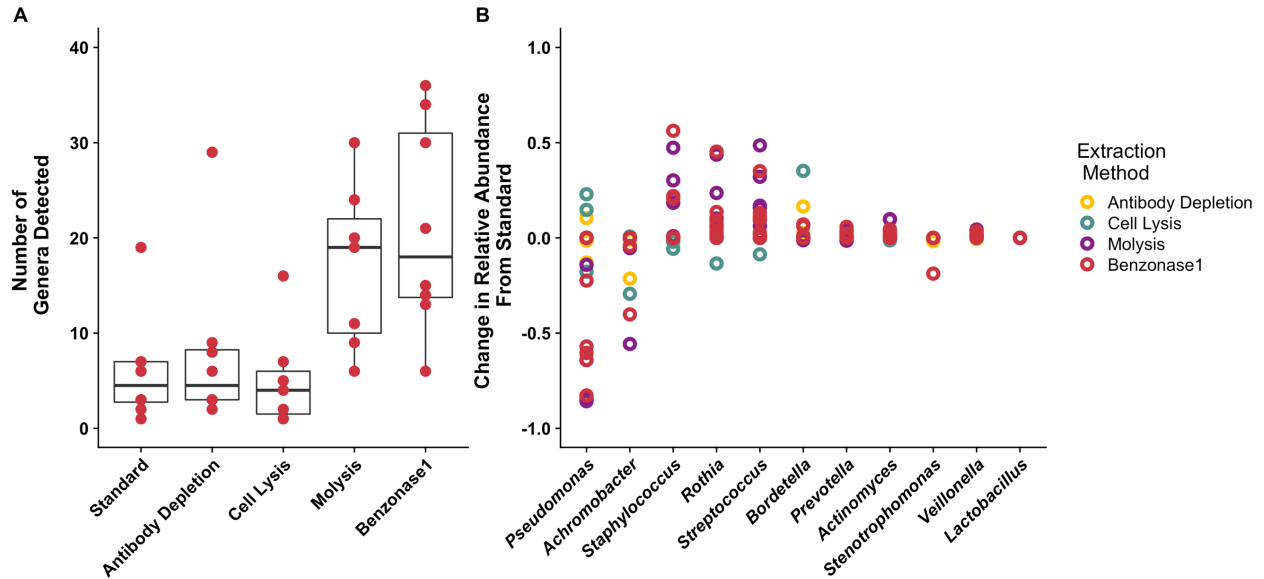 A
Number of
Genera Detected
40
30
20
10
0
Standard
Antibody Depletion
Cell Lysis
Molysis
Benzonase1
B
Change in Relative Abundance
From Standard
1.0
0.5
0.0
-0.5
-1.0
Pseudomonas
Achromobacter
Staphylococcus
Rothia
Streptococcus
Bordetella
Prevotella
Actinomyces
Stenotrophomonas
Veillonella
Lactobacillus
Extraction
Method
Antibody Depletion
Cell Lysis
Molysis
Benzonase1